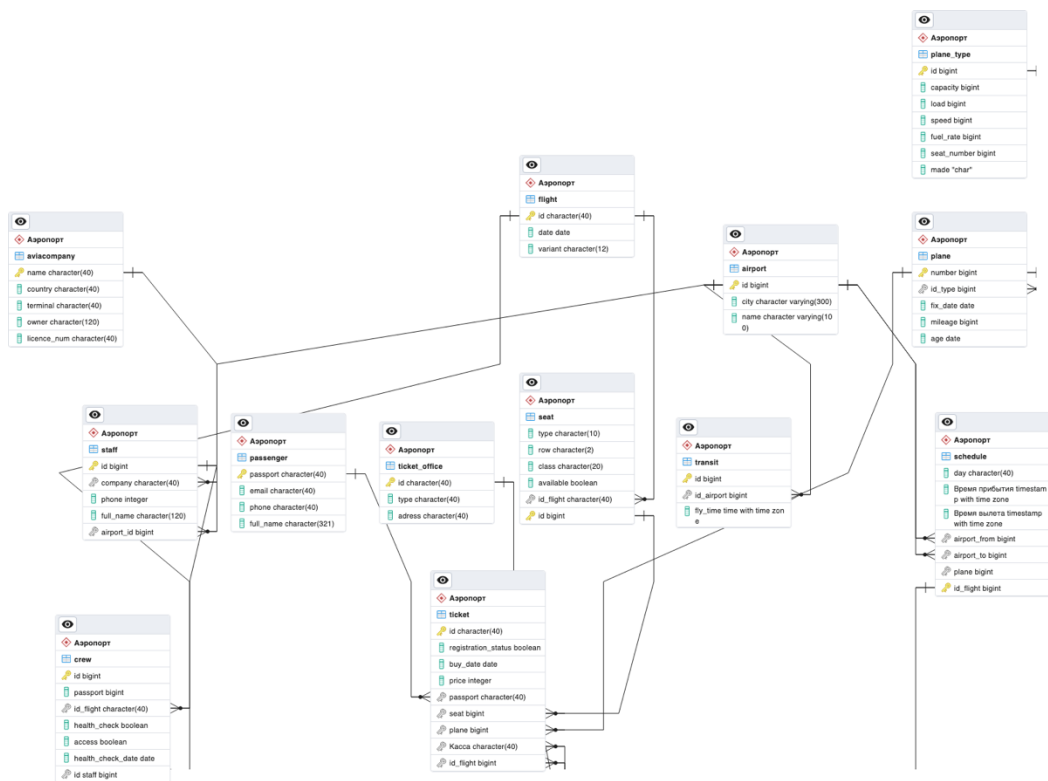 Аэропорт
plane_type
id bigint
capacity bigint
load bigint
speed bigint
fuel_rate bigint
seat_number bigint
made "char"
Аэропорт
flight
id character(40)
date date
variant character(12)
Аэропорт
aviacompany
name character(40)
country character(40)
terminal character(40)
owner character(120)
licence_num character(40)
Аэропорт
airport
id bigint
city character varying(300)
name character varying(10
0)
Аэропорт
plane
number bigint
id_type bigint
fix_date date
mileage bigint
age date
Аэропорт
staff
id bigint
company character(40)
phone integer
full_name character(120)
airport_id bigint
Аэропорт
passenger
passport character(40)
email character(40)
phone character(40)
full_name character(321)
Аэропорт
ticket_office
id character(40)
type character(40)
adress character(40)
Аэропорт
seat
type character(10)
row character(2)
class character(20)
available boolean
id_flight character(40)
id bigint
Аэропорт
transit
id bigint
id_airport bigint
fly_time time with time zon
e
Аэропорт
schedule
day character(40)
Время прибытия timestam
p with time zone
Время вылета timestamp
with time zone
airport_from bigint
airport_to bigint
plane bigint
id_flight bigint
Аэропорт
crew
id bigint
passport bigint
id_flight character(40)
health_check boolean
access boolean
health_check_date date
id staff bigint
Аэропорт
ticket
id character(40)
registration_status boolean
buy_date date
price integer
passport character(40)
seat bigint
plane bigint
Касса character(40)
id_flight bigint